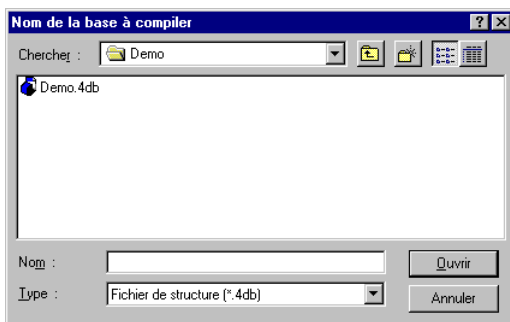 Nom de la base à compiler
Chercher : Demo
Demo.4db
Nom :
Ouvrir
Type : Fichier de structure (*.4db)
Annuler